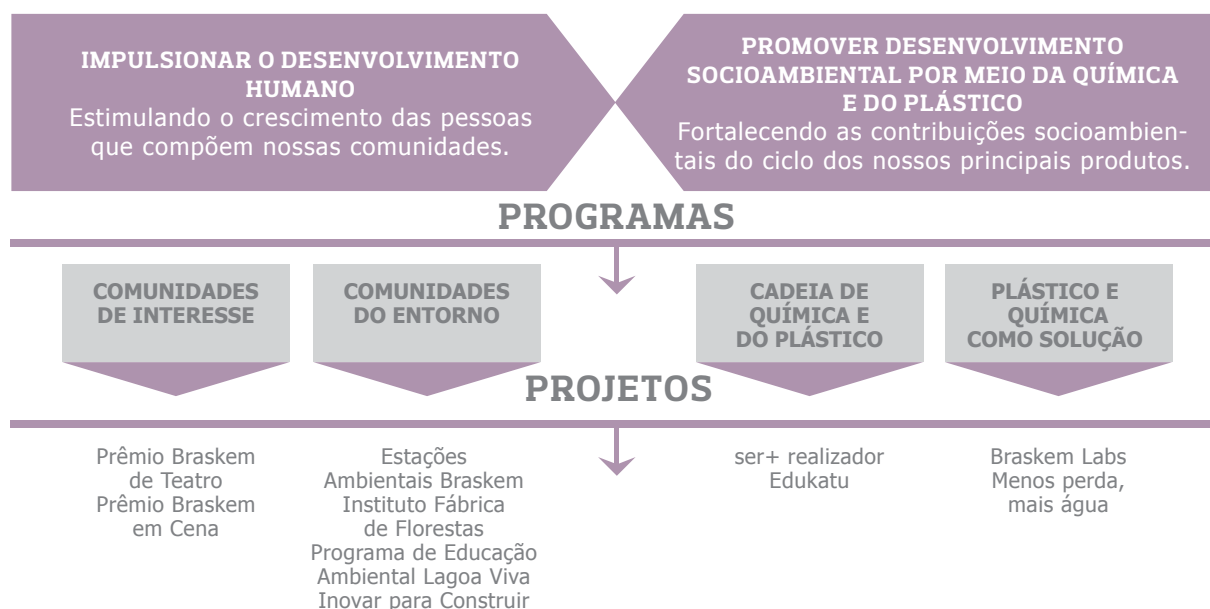 IMPULSIONAR O DESENVOLVIMENTO
HUMANO
Estimulando o crescimento das pessoas
que compõem nossas comunidades.
PROMOVER DESENVOLVIMENTO
SOCIOAMBIENTAL POR MEIO DA QUÍMICA
E DO PLÁSTICO
Fortalecendo as contribuições socioambien-
tais do ciclo dos nossos principais produtos.
PROGRAMAS
COMUNIDADES
DE INTERESSE
COMUNIDADES
DO ENTORNO
CADEIA DE
QUÍMICA E
DO PLÁSTICO
PLÁSTICO E
QUÍMICA
COMO SOLUÇÃO
PROJETOS
Prêmio Braskem
de Teatro
Prêmio Braskem
em Cena
Estações
Ambientais Braskem
Instituto Fábrica
de Florestas
Programa de Educação
Ambiental Lagoa Viva
Inovar para Construir
ser+ realizador
Edukatu
Braskem Labs
Menos perda,
mais água